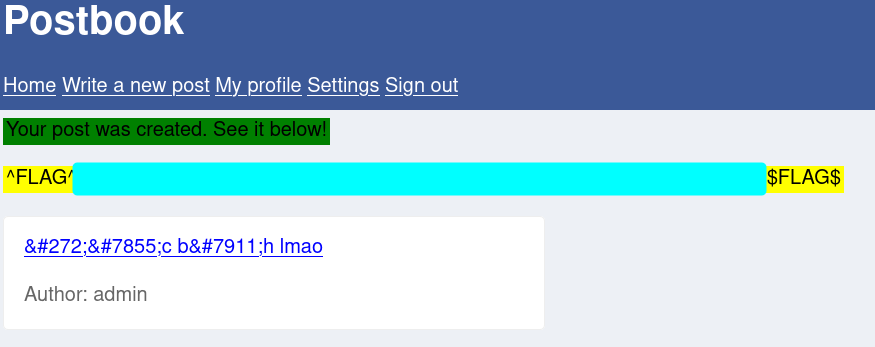 Postbook
Home Write a new post My profile Settings Sign out
Your post was created. See it below!
^FLAG^ $FLAG$
&#272;&#7855;c b&#7911;h lmao
Author: admin